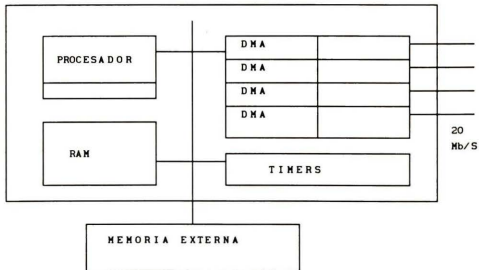 PROCESADOR
DMA
DMA
DMA
DMA
20
Mb/S
RAM
TIMERS
MEMORIA EXTERNA